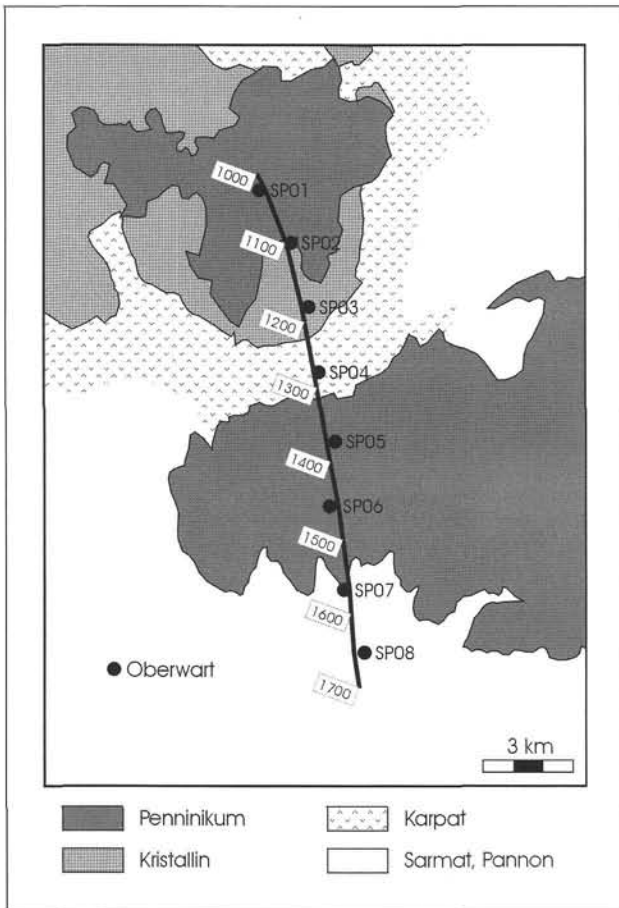 1000
SP01
1100
SP02
SP03
1200
SP04
1300
SP05
1400
SP06
1500
SP07
1600
SP08
Oberwart
1700
3 km
Penninikum
Karpat
Kristallin
Sarmat, Pannon